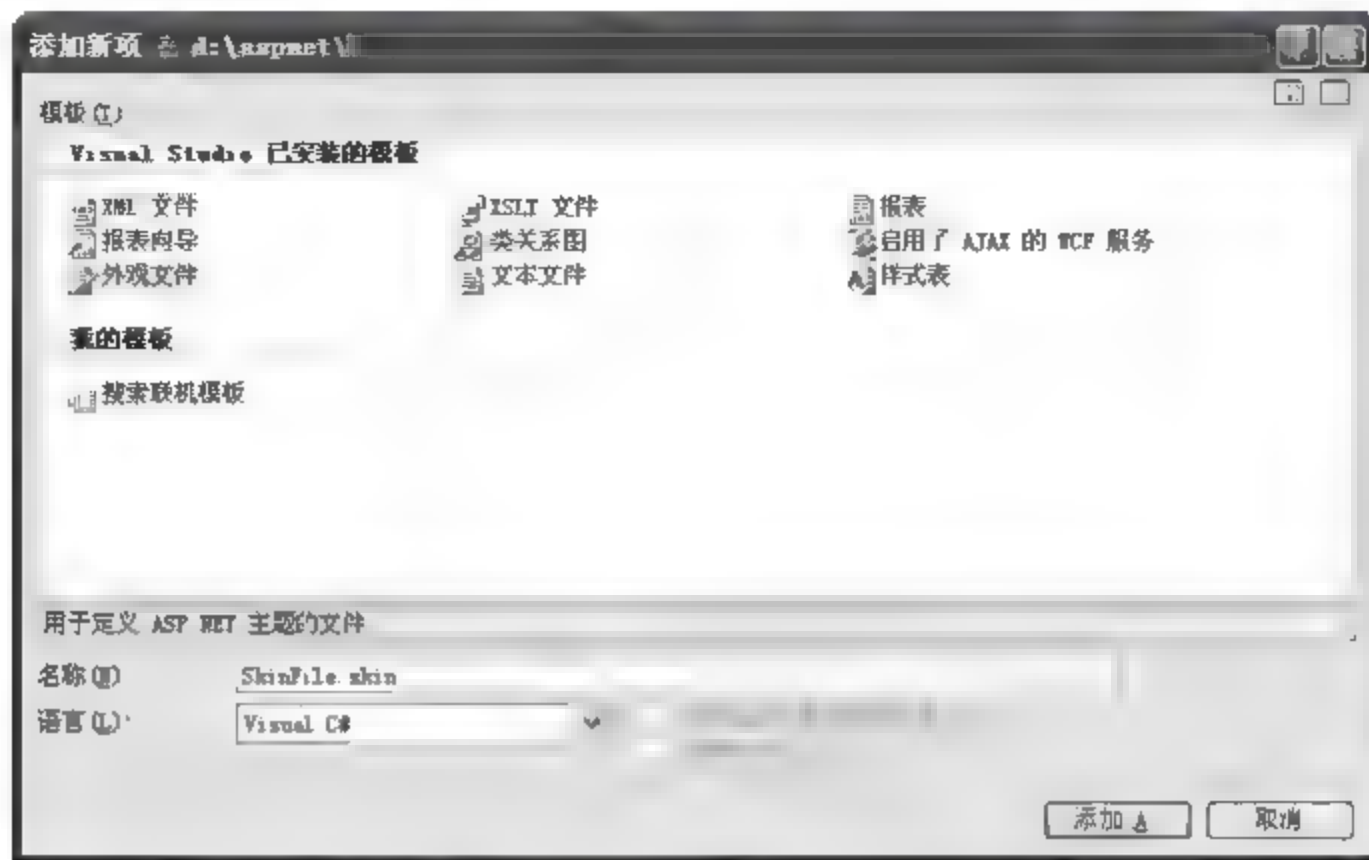 添加新项 - d:\aspnet\
模板(T):
Visual Studio 已安装的模板
XML 文件
XSLT 文件
报表
报表向导
类关系图
启用了 AJAX 的 WCF 服务
外观文件
文本文件
样式表
我的模板
搜索联机模板
用于定义 ASP.NET 主题的文件
名称(N)
SkinFile.skin
语言(L):
Visual C#
添加 A
取消